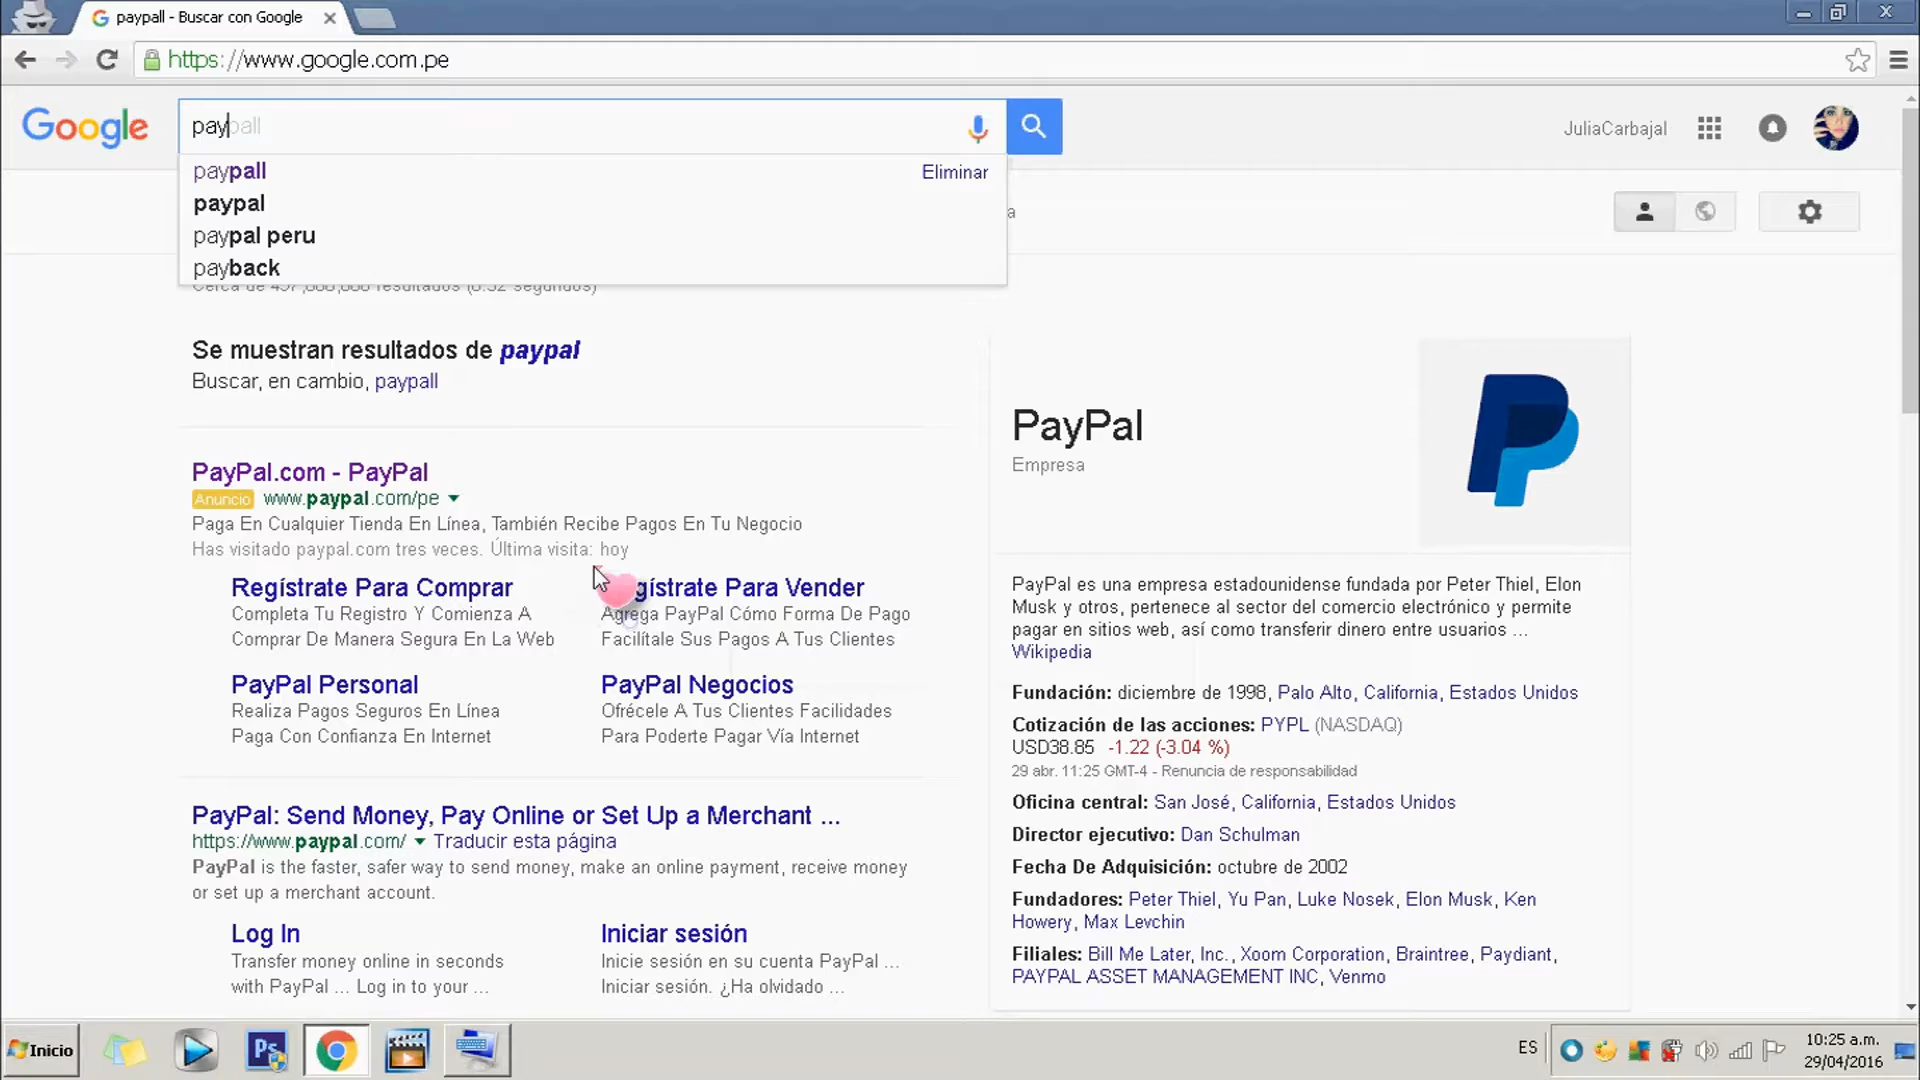 paypall - Buscar con Google
https://www.google.com.pe
Google
paypall
JuliaCarbajal
paypall
Eliminar
paypal
paypal peru
payback
a
Se muestran resultados de paypal
Buscar, en cambio, paypall
PayPal.com - PayPal
Anuncio www.paypal.com/pe
Paga En Cualquier Tienda En Línea, También Recibe Pagos En Tu Negocio
Has visitado paypal.com tres veces. Última visita: hoy
Regístrate Para Comprar
Completa Tu Registro Y Comienza A
Comprar De Manera Segura En La Web
gístrate Para Vender
Agrega PayPal Cómo Forma De Pago
Facilítale Sus Pagos A Tus Clientes
PayPal Personal
Realiza Pagos Seguros En Línea
Paga Con Confianza En Internet
PayPal Negocios
Ofrécele A Tus Clientes Facilidades
Para Poderte Pagar Vía Internet
PayPal: Send Money, Pay Online or Set Up a Merchant ...
https://www.paypal.com/ Traducir esta página
PayPal is the faster, safer way to send money, make an online payment, receive money
or set up a merchant account.
Log In
Transfer money online in seconds
with PayPal ... Log in to your ...
Iniciar sesión
Inicie sesión en su cuenta PayPal ...
Iniciar sesión. ¿Ha olvidado ...
PayPal
Empresa
PayPal es una empresa estadounidense fundada por Peter Thiel, Elon
Musk y otros, pertenece al sector del comercio electrónico y permite
pagar en sitios web, así como transferir dinero entre usuarios ...
Wikipedia
Fundación: diciembre de 1998, Palo Alto, California, Estados Unidos
Cotización de las acciones: PYPL (NASDAQ)
USD38.85 -1.22 (-3.04 %)
29 abr. 11:25 GMT-4 - Renuncia de responsabilidad
Oficina central: San José, California, Estados Unidos
Director ejecutivo: Dan Schulman
Fecha De Adquisición: octubre de 2002
Fundadores: Peter Thiel, Yu Pan, Luke Nosek, Elon Musk, Ken
Howery, Max Levchin
Filiales: Bill Me Later, Inc., Xoom Corporation, Braintree, Paydiant,
PAYPAL ASSET MANAGEMENT INC, Venmo
Inicio
Ps
ES
10:25 a.m.
29/04/2016